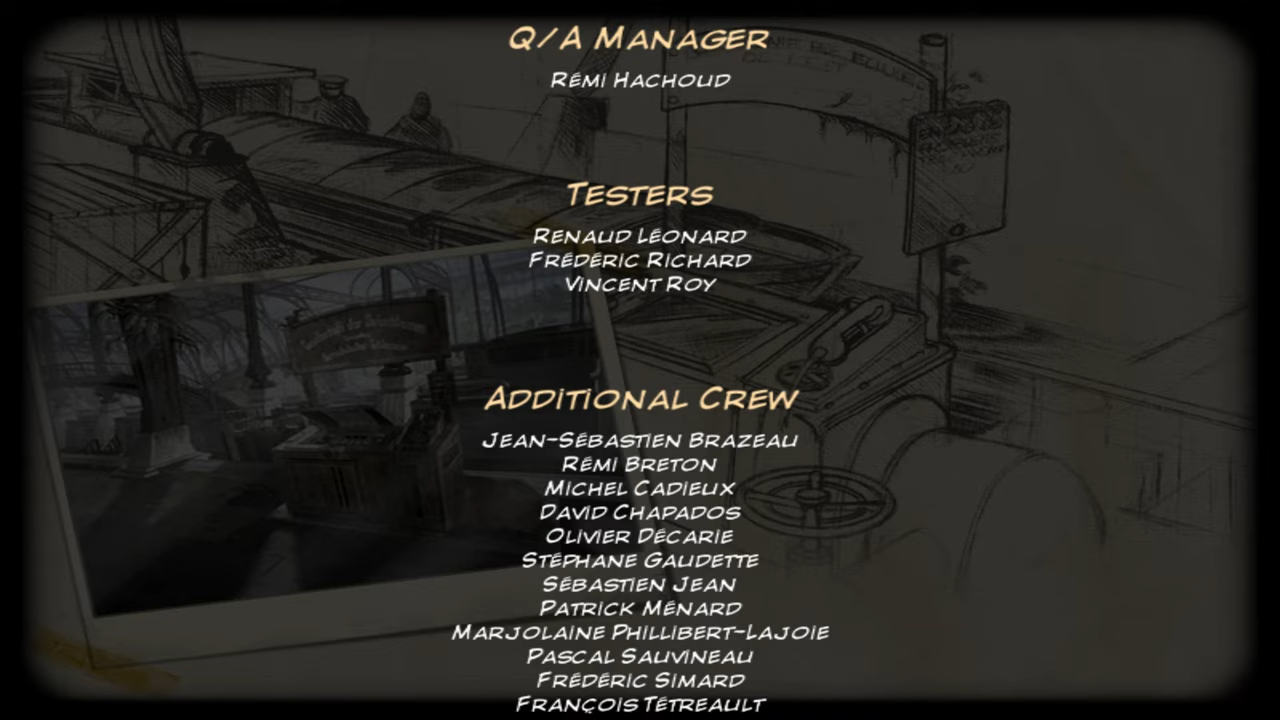 Q/A MANAGER
RÉMI HACHOUD
TESTERS
RENAUD LÉONARD
FRÉDÉRIC RICHARD
VINCENT ROY
ADDITIONAL CREW
JEAN-SÉBASTIEN BRAZEAU
RÉMI BRETON
MICHEL CADIEUX
DAVID CHAPADOS
OLIVIER DÉCARIE
STÉPHANE GAUDETTE
SÉBASTIEN JEAN
PATRICK MÉNARD
MARJOLAINE PHILLIBERT-LAJOIE
PASCAL SAUVINEAU
FRÉDÉRIC SIMARD
FRANÇOIS TÉTREAULT